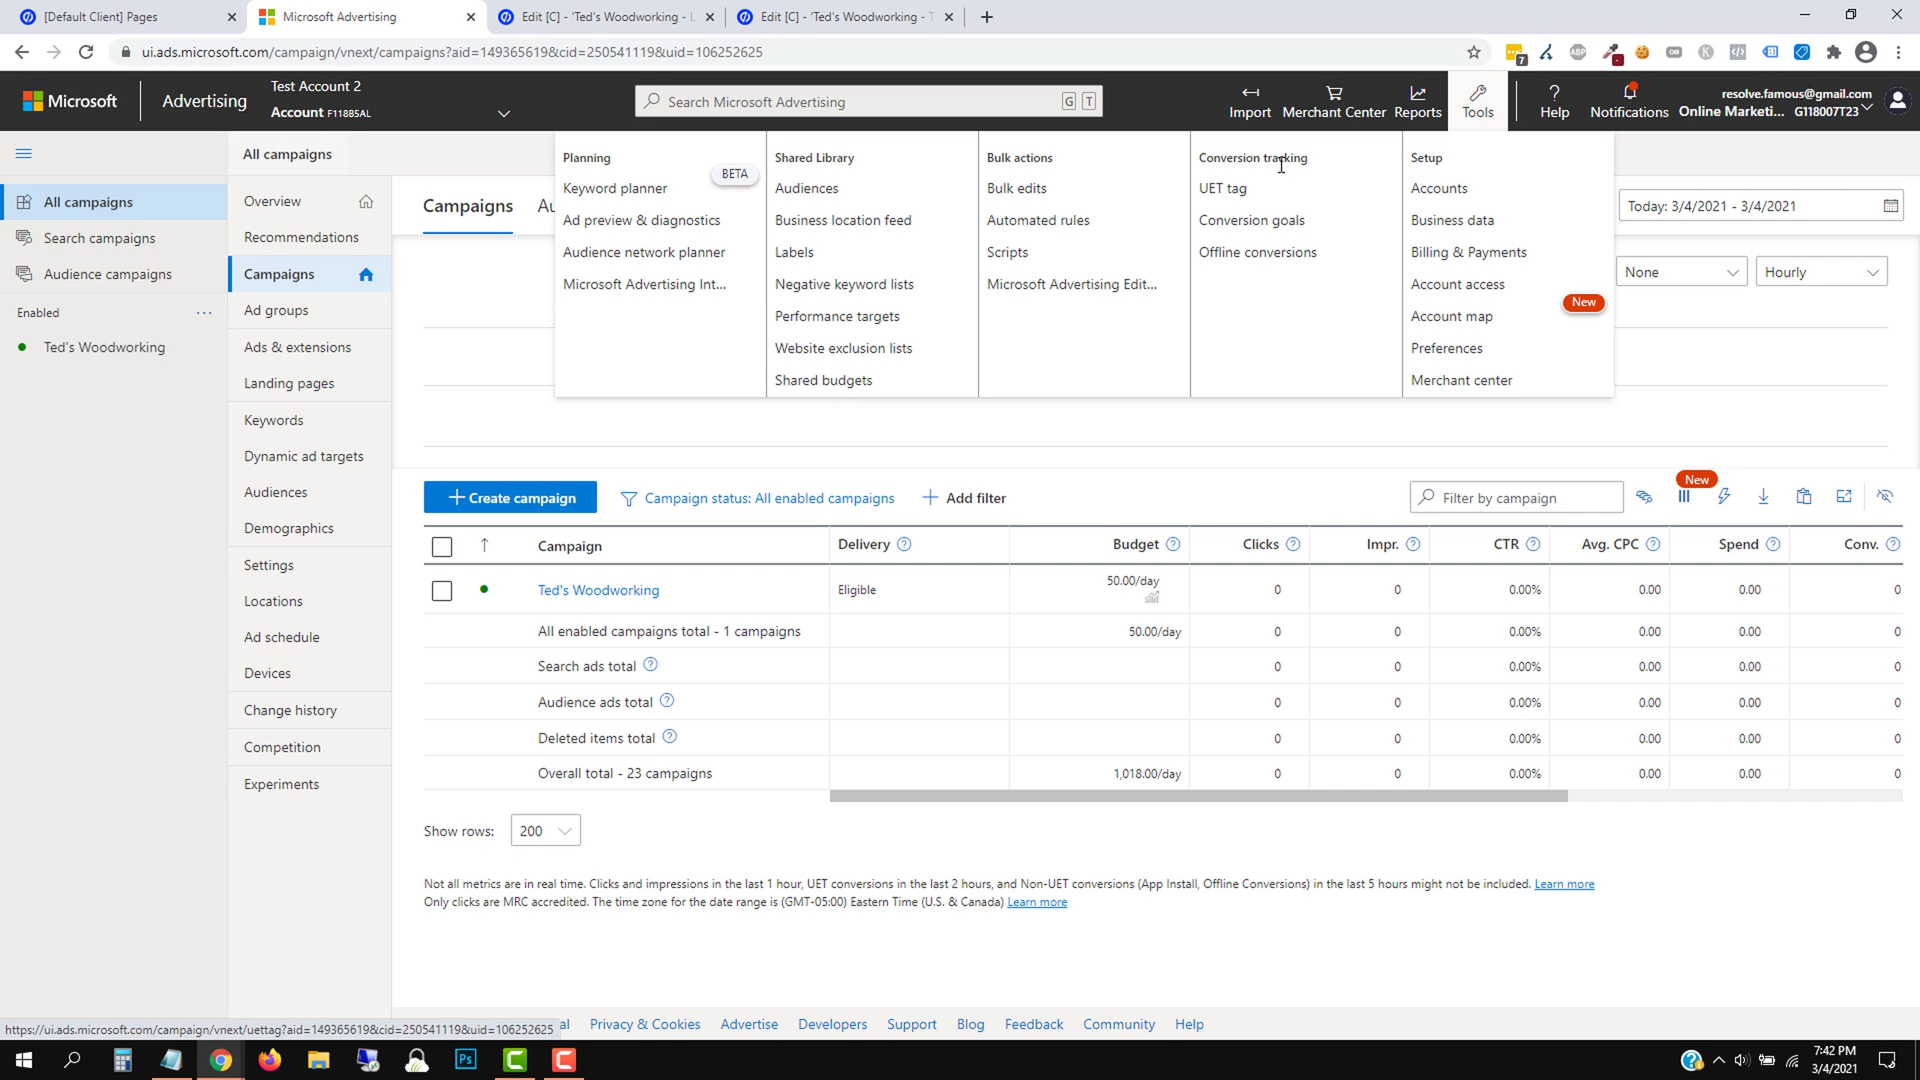 [Default Client] Pages
Microsoft Advertising
Edit [C] - 'Ted's Woodworking - L
Edit [C] - 'Ted's Woodworking - T
ui.ads.microsoft.com/campaign/vnext/campaigns?aid=149365619&cid=250541119&uid=106252625
7
ABP
Microsoft
Advertising
Test Account 2
Account F118B5AL
Search Microsoft Advertising
G T
Import
Merchant Center
Reports
Tools
Help
Notifications
resolve.famous@gmail.com
Online Marketi... G118007T23
All campaigns
Search campaigns
Audience campaigns
Enabled
...
Ted's Woodworking
All campaigns
Overview
Recommendations
Campaigns
Ad groups
Ads & extensions
Landing pages
Keywords
Dynamic ad targets
Audiences
Demographics
Settings
Locations
Ad schedule
Devices
Change history
Competition
Experiments
Campaigns
Au
Planning
BETA
Keyword planner
Ad preview & diagnostics
Audience network planner
Microsoft Advertising Int...
Shared Library
Audiences
Business location feed
Labels
Negative keyword lists
Performance targets
Website exclusion lists
Shared budgets
Bulk actions
Bulk edits
Automated rules
Scripts
Microsoft Advertising Edit...
Conversion tracking
UET tag
Conversion goals
Offline conversions
Setup
Accounts
Business data
Billing & Payments
Account access
New
Account map
Preferences
Merchant center
Today: 3/4/2021 - 3/4/2021
None
Hourly
Create campaign
Campaign status: All enabled campaigns
Add filter
Filter by campaign
New
Campaign Delivery Budget Clicks Impr. CTR Avg. CPC Spend Conv.
Ted's Woodworking Eligible 50.00/day 0 0 0.00% 0.00 0.00 0
All enabled campaigns total - 1 campaigns 50.00/day 0 0 0.00% 0.00 0.00 0
Search ads total 0 0 0.00% 0.00 0.00 0
Audience ads total 0 0 0.00% 0.00 0.00 0
Deleted items total 0 0 0.00% 0.00 0.00 0
Overall total - 23 campaigns 1,018.00/day 0 0 0.00% 0.00 0.00 0
Show rows: 200
Not all metrics are in real time. Clicks and impressions in the last 1 hour, UET conversions in the last 2 hours, and Non-UET conversions (App Install, Offline Conversions) in the last 5 hours might not be included. Learn more
Only clicks are MRC accredited. The time zone for the date range is (GMT-05:00) Eastern Time (U.S. & Canada) Learn more
https://ui.ads.microsoft.com/campaign/vnext/uettag?aid=149365619&cid=250541119&uid=106252625
al Privacy & Cookies Advertise Developers Support Blog Feedback Community Help
Ps
7:42 PM
3/4/2021